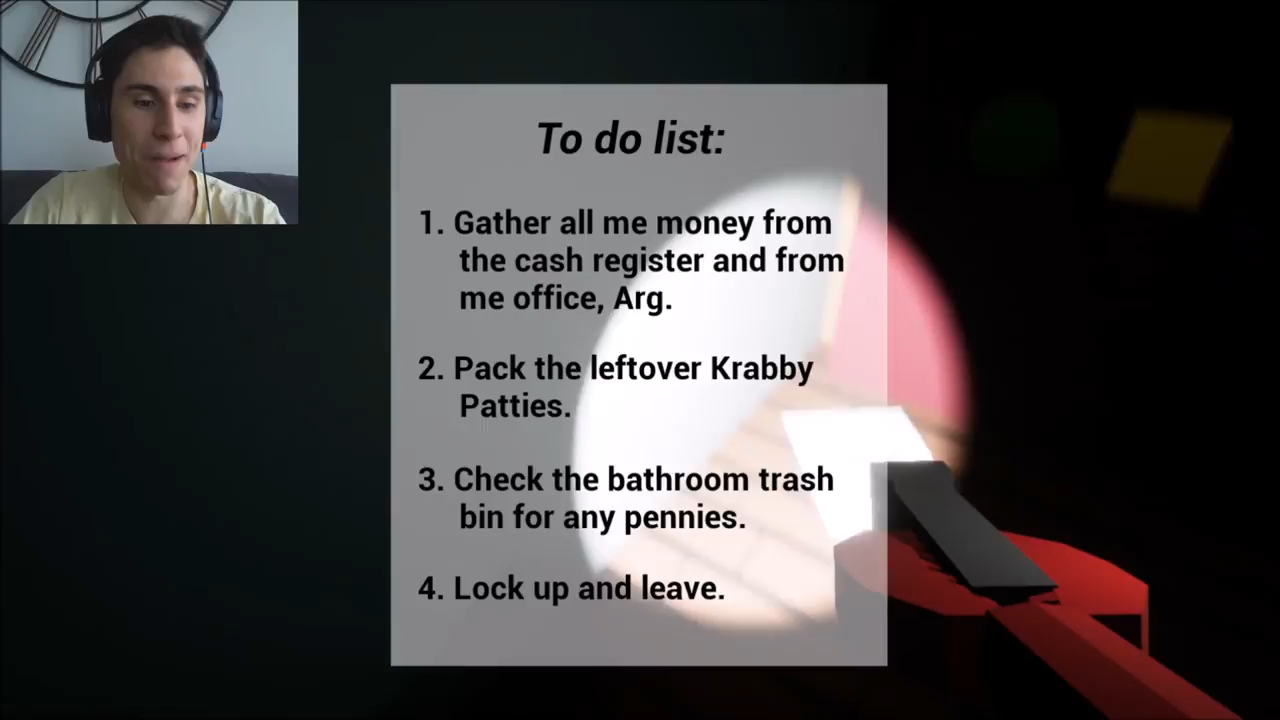 To do list:
1. Gather all me money from
the cash register and from
me office, Arg.
2. Pack the leftover Krabby
Patties.
3. Check the bathroom trash
bin for any pennies.
4. Lock up and leave.